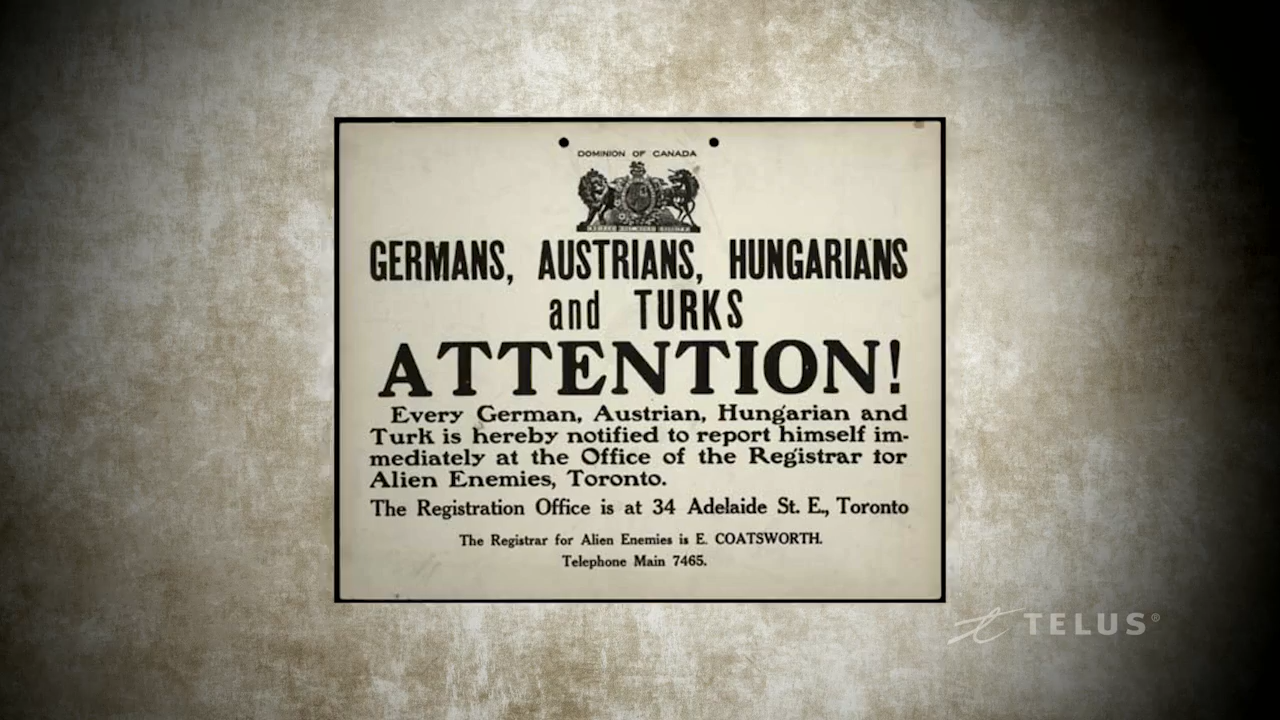 DOMINION OF CANADA
GERMANS, AUSTRIANS, HUNGARIANS
and TURKS
ATTENTION!
Every German, Austrian, Hungarian and
Turk is hereby notified to report himself im-
mediately at the Office of the Registrar for
Alien Enemies, Toronto.
The Registration Office is at 34 Adelaide St. E., Toronto
The Registrar for Alien Enemies is E. COATSWORTH.
Telephone Main 7465.
TELUS®